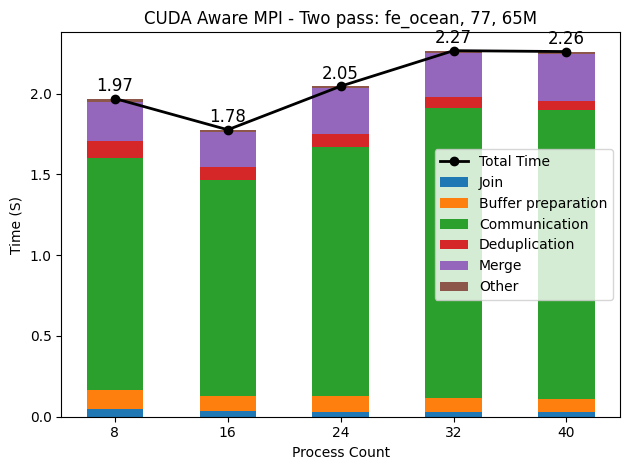 CUDA Aware MPI - Two pass: fe_ocean, 77, 65M
1.97
1.78
2.05
2.27
2.26
Time (S)
2.0
1.5
1.0
0.5
0.0
Total Time
Join
Buffer preparation
Communication
Deduplication
Merge
Other
8
16
24
32
40
Process Count